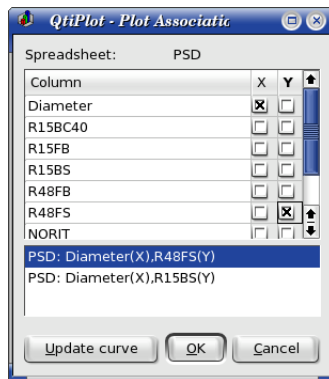 QtiPlot - Plot Associatic
Spreadsheet: PSD
Column X Y
Diameter
R15BC40
R15FB
R15BS
R48FB
R48FS
NORIT
PSD: Diameter(X),R48FS(Y)
PSD: Diameter(X),R15BS(Y)
Update curve OK Cancel